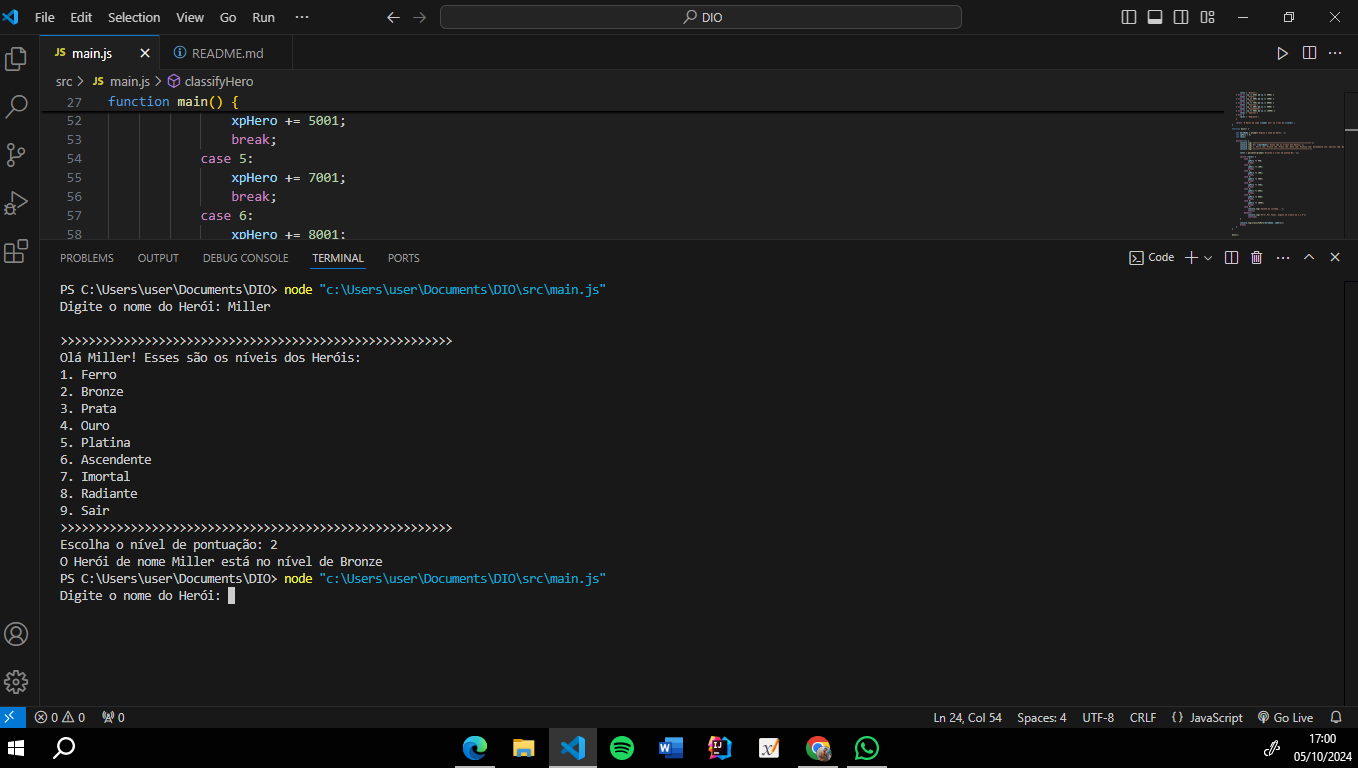 File Edit Selection View Go Run ··· DIO
JS main.js README.md
src > JS main.js > classifyHero
27 function main() {
52 xpHero += 5001;
53 break;
54 case 5:
55 xpHero += 7001;
56 break;
57 case 6:
58 xpHero += 8001;
PROBLEMS OUTPUT DEBUG CONSOLE TERMINAL PORTS Code
PS C:\Users\user\Documents\DIO> node "c:\Users\user\Documents\DIO\src\main.js"
Digite o nome do Herói: Miller
>>>>>>>>>>>>>>>>>>>>>>>>>>>>>>>>>>>>>>>>>>>>>>>>>>>>>>>>
Olá Miller! Esses são os níveis dos Heróis:
1. Ferro
2. Bronze
3. Prata
4. Ouro
5. Platina
6. Ascendente
7. Imortal
8. Radiante
9. Sair
>>>>>>>>>>>>>>>>>>>>>>>>>>>>>>>>>>>>>>>>>>>>>>>>>>>>>>>>
Escolha o nível de pontuação: 2
O Herói de nome Miller está no nível de Bronze
PS C:\Users\user\Documents\DIO> node "c:\Users\user\Documents\DIO\src\main.js"
Digite o nome do Herói:
0 0 0 Ln 24, Col 54 Spaces: 4 UTF-8 CRLF {} JavaScript Go Live
17:00
05/10/2024